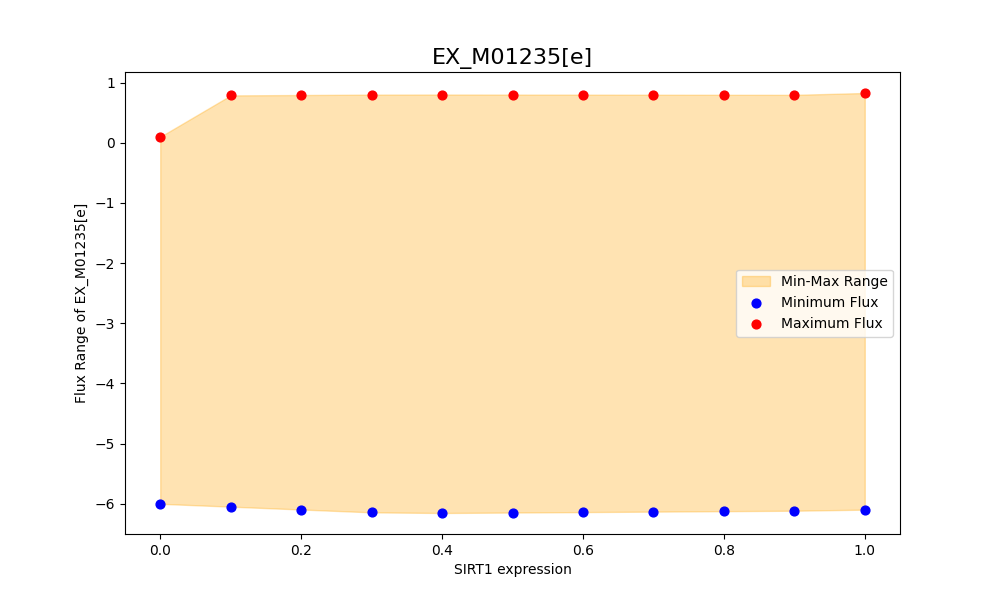 EX_M01235[e]
Flux Range of EX_M01235[e]
1
0
−1
−2
−3
−4
−5
−6
Min-Max Range
Minimum Flux
Maximum Flux
0.0 0.2 0.4 0.6 0.8 1.0
SIRT1 expression